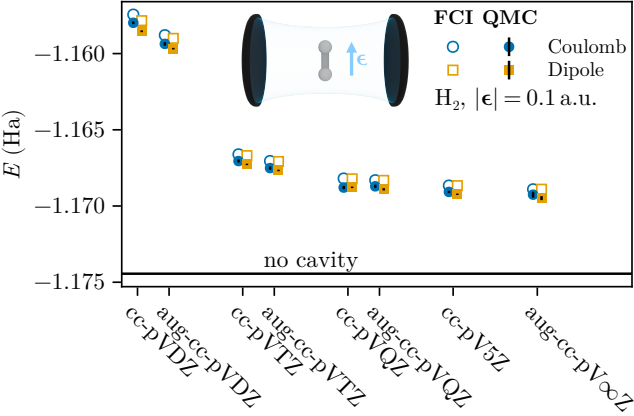 FCI QMC
Coulomb
Dipole
H₂, |ϵ| = 0.1 a.u.
ϵ
E (Ha)
−1.160
−1.165
−1.170
−1.175
no cavity
cc-pVDZ
aug-cc-pVDZ
cc-pVTZ
aug-cc-pVTZ
cc-pVQZ
aug-cc-pVQZ
cc-pV5Z
aug-cc-pV∞Z